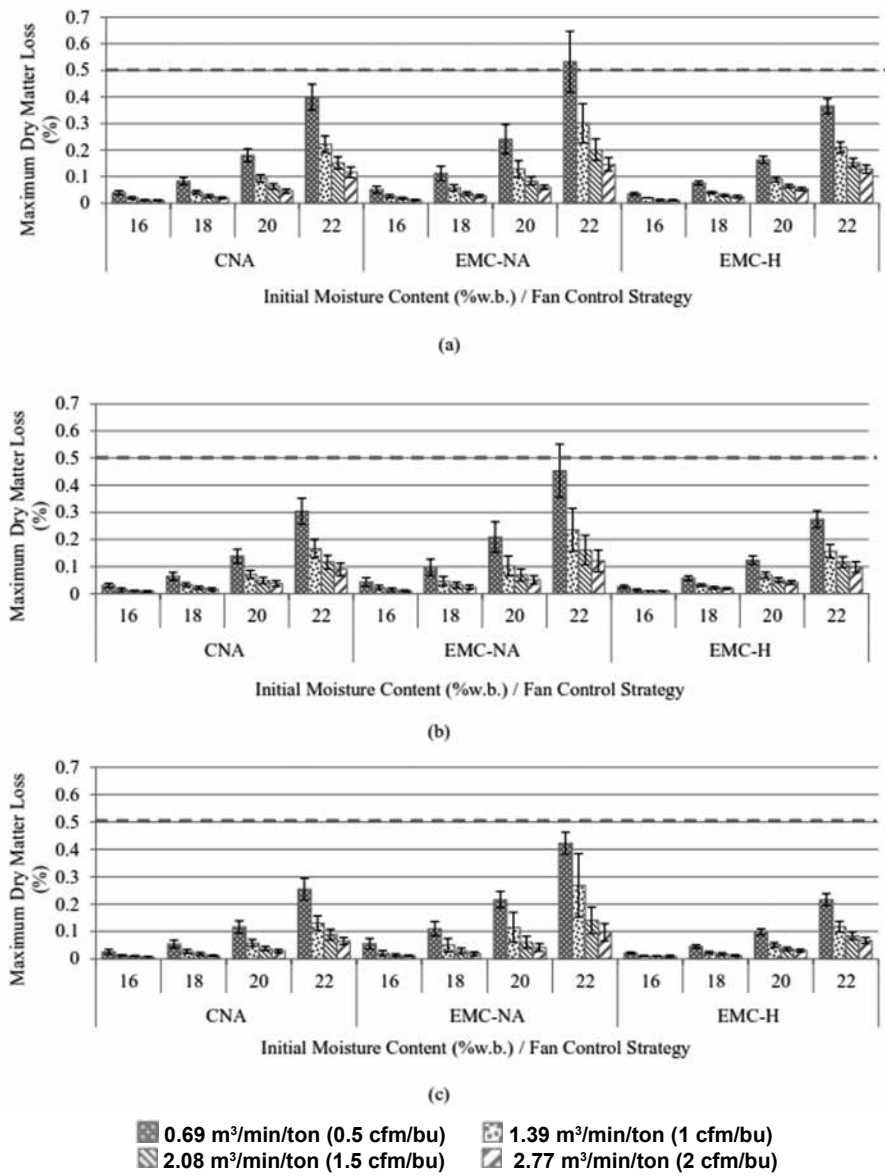 0.7
0.6
0.5
0.4
0.3
0.2
0.1
0
Maximum Dry Matter Loss
(%)
16 18 20 22 16 18 20 22 16 18 20 22
CNA EMC-NA EMC-H
Initial Moisture Content (%w.b.) / Fan Control Strategy
(a)
0.7
0.6
0.5
0.4
0.3
0.2
0.1
0
Maximum Dry Matter Loss
(%)
16 18 20 22 16 18 20 22 16 18 20 22
CNA EMC-NA EMC-H
Initial Moisture Content (%w.b.) / Fan Control Strategy
(b)
0.7
0.6
0.5
0.4
0.3
0.2
0.1
0
Maximum Dry Matter Loss
(%)
16 18 20 22 16 18 20 22 16 18 20 22
CNA EMC-NA EMC-H
Initial Moisture Content (%w.b.) / Fan Control Strategy
(c)
0.69 m³/min/ton (0.5 cfm/bu) 1.39 m³/min/ton (1 cfm/bu)
2.08 m³/min/ton (1.5 cfm/bu) 2.77 m³/min/ton (2 cfm/bu)